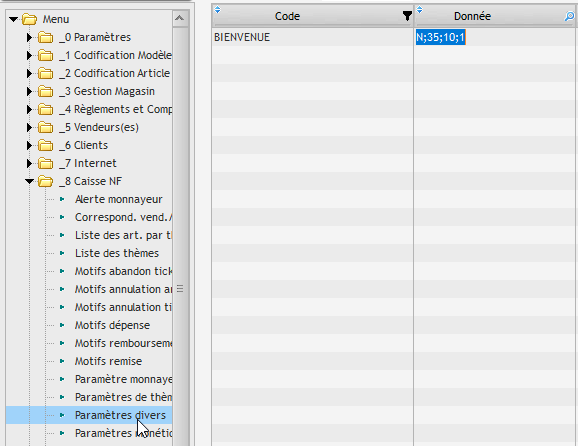 Menu
_0 Paramètres
_1 Codification Modèle
_2 Codification Article
_3 Gestion Magasin
_4 Règlements et Comp
_5 Vendeurs(es)
_6 Clients
_7 Internet
_8 Caisse NF
Alerte monnayeur
Correspond. vend./
Liste des art. par t
Liste des thèmes
Motifs abandon tick
Motifs annulation a
Motifs annulation ti
Motifs dépense
Motifs remboursem
Motifs remise
Paramètre monnaye
Paramètres de thèm
Paramètres divers
Paramètres
Code Donnée
BIENVENUE N;35;10;1